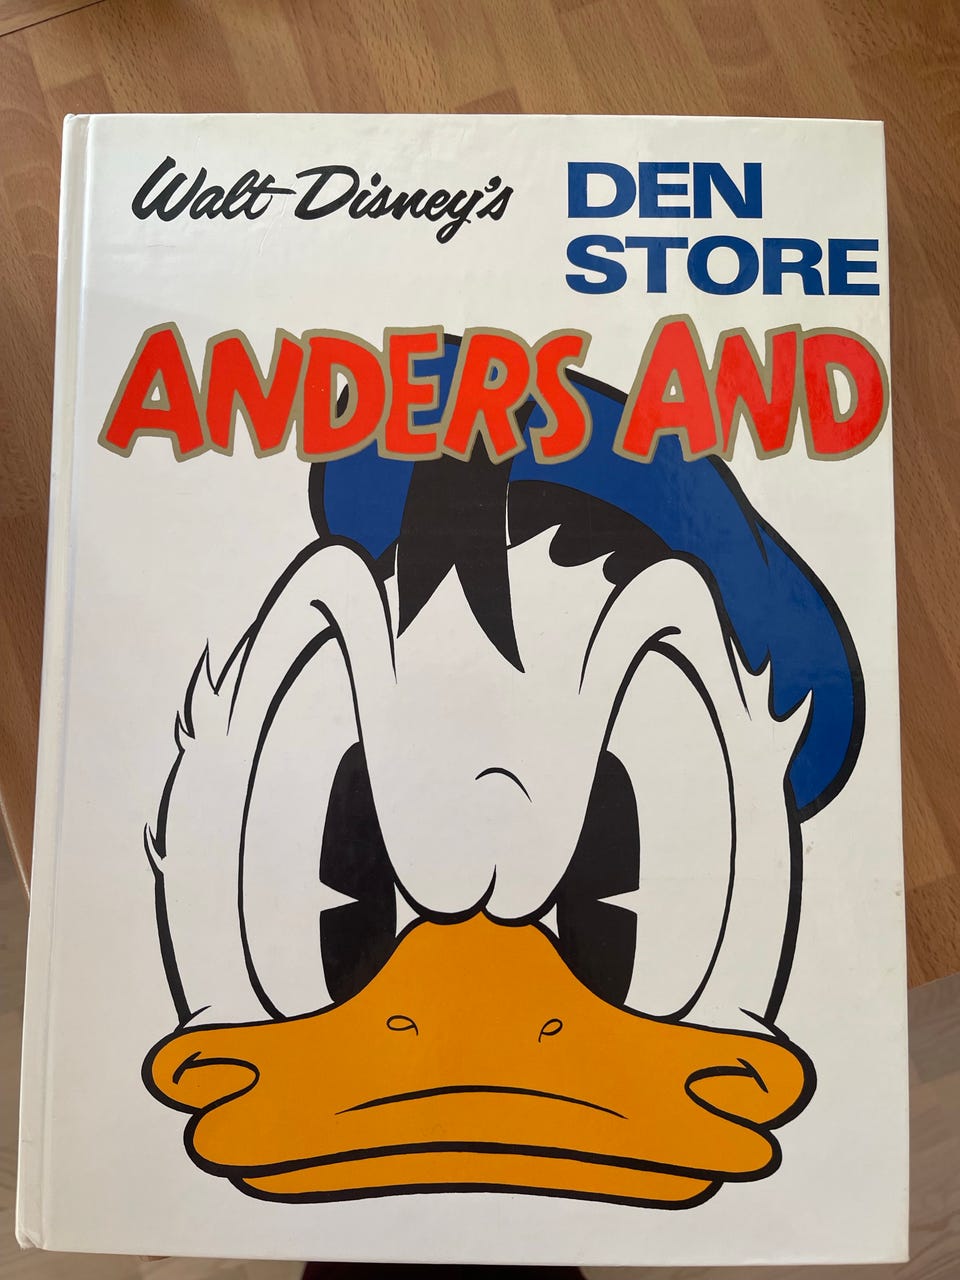 Walt Disney's
DEN
STORE
ANDERS AND